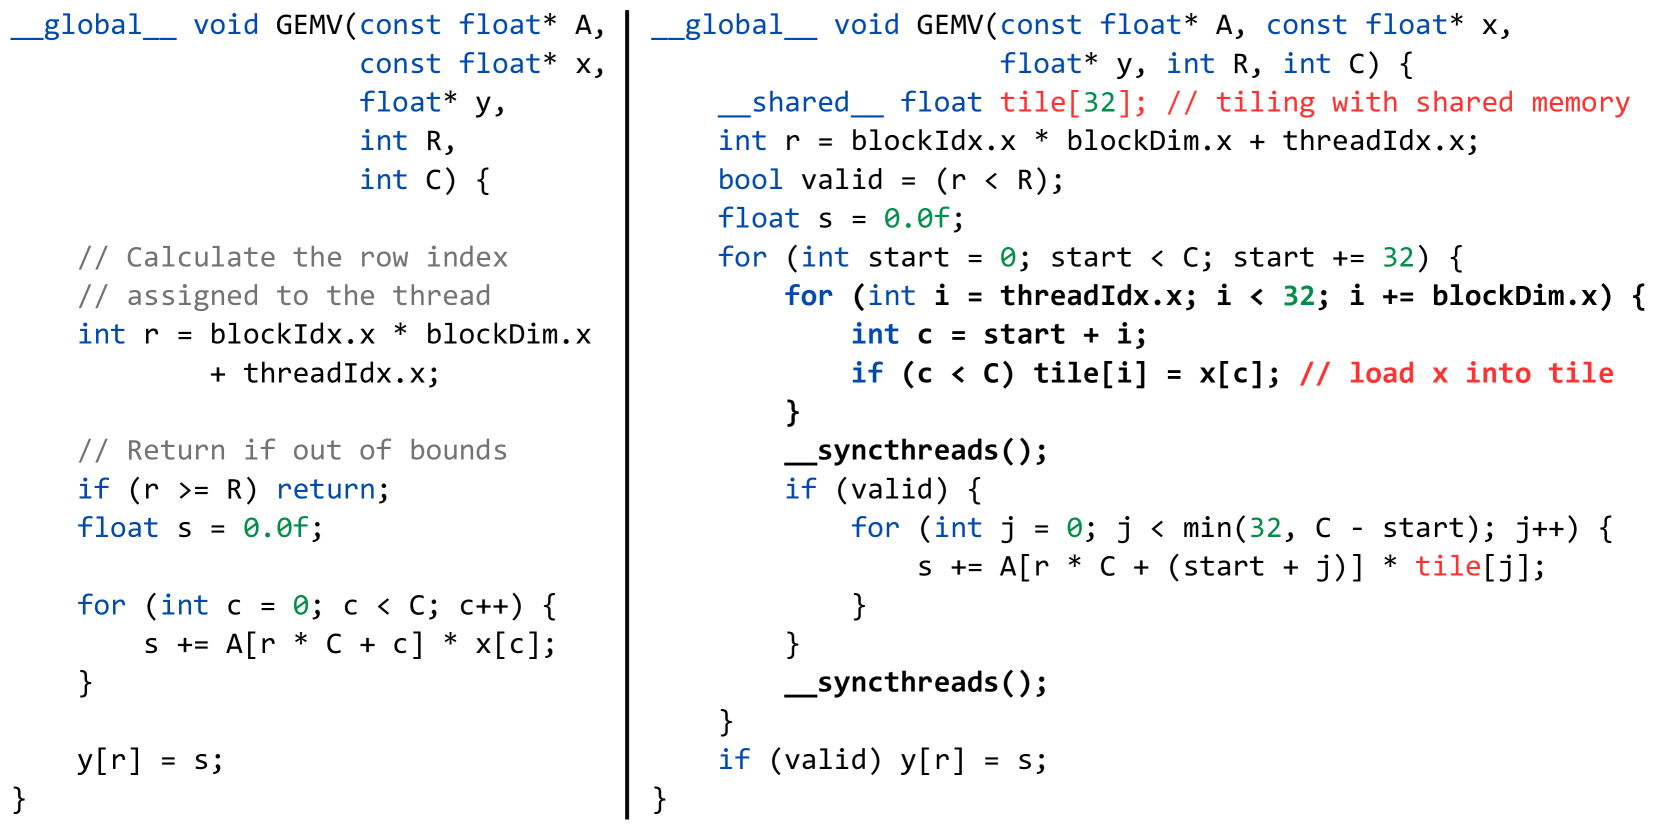 __global__ void GEMV(const float* A,
                     const float* x,
                     float* y,
                     int R,
                     int C) {

    // Calculate the row index
    // assigned to the thread
    int r = blockIdx.x * blockDim.x
            + threadIdx.x;

    // Return if out of bounds
    if (r >= R) return;
    float s = 0.0f;

    for (int c = 0; c < C; c++) {
        s += A[r * C + c] * x[c];
    }

    y[r] = s;
}
__global__ void GEMV(const float* A, const float* x,
                     float* y, int R, int C) {
    __shared__ float tile[32]; // tiling with shared memory
    int r = blockIdx.x * blockDim.x + threadIdx.x;
    bool valid = (r < R);
    float s = 0.0f;
    for (int start = 0; start < C; start += 32) {
        for (int i = threadIdx.x; i < 32; i += blockDim.x) {
            int c = start + i;
            if (c < C) tile[i] = x[c]; // load x into tile
        }
        __syncthreads();
        if (valid) {
            for (int j = 0; j < min(32, C - start); j++) {
                s += A[r * C + (start + j)] * tile[j];
            }
        }
        __syncthreads();
    }
    if (valid) y[r] = s;
}